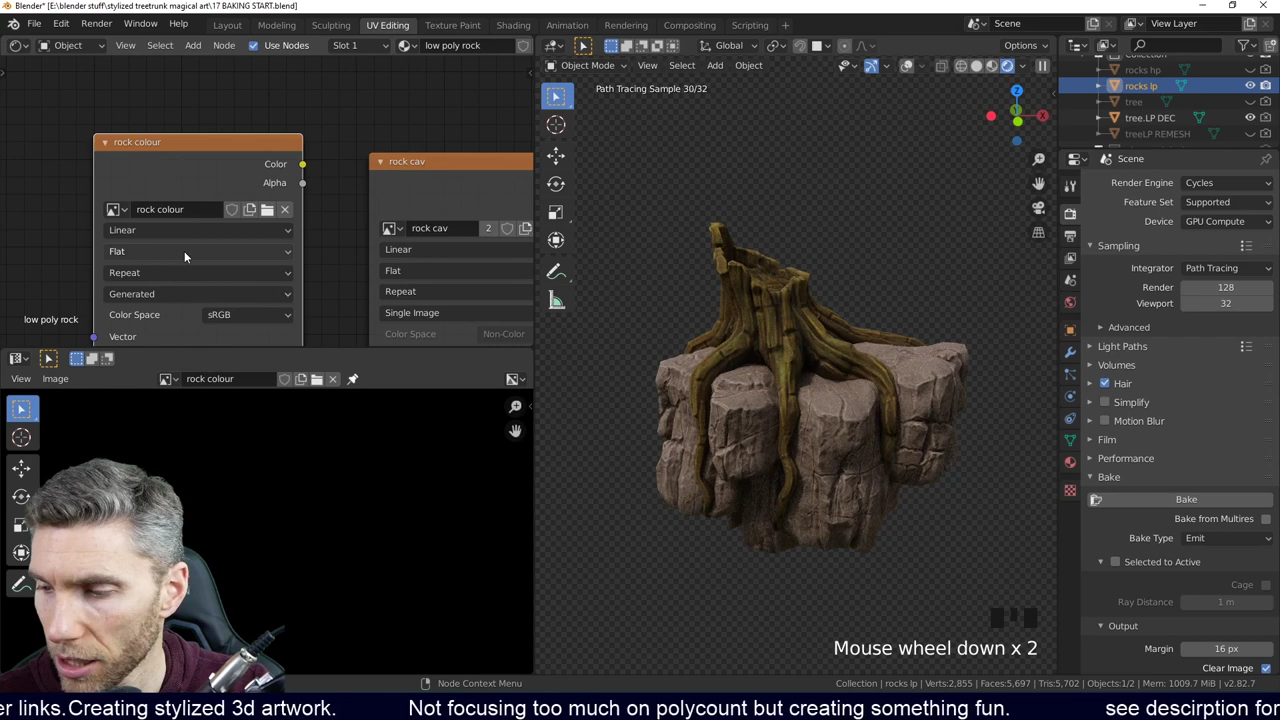 Blender* [E:\blender stuff\stylized treetrunk magical art\17 BAKING START.blend]
File Edit Render Window Help Layout Modeling Sculpting UV Editing Texture Paint Shading Animation Rendering Compositing Scripting Scene View Layer
Object View Select Add Node Use Nodes Slot 1 low poly rock Global Options
Object Mode View Select Add Object
Path Tracing Sample 30/32
Collection
rocks hp
rocks lp
tree
tree.LP DEC
treeLP REMESH
rock colour
Color
Alpha
rock colour
Linear
Flat
Repeat
Generated
Color Space sRGB
Vector
low poly rock
rock cav
rock cav 2
Linear
Flat
Repeat
Single Image
Color Space Non-Color
View Image rock colour
X
Z
Scene
Render Engine Cycles
Feature Set Supported
Device GPU Compute
Sampling
Integrator Path Tracing
Render 128
Viewport 32
Advanced
Light Paths
Volumes
Hair
Simplify
Motion Blur
Film
Performance
Bake
Bake
Bake from Multires
Bake Type Emit
Selected to Active
Cage
Ray Distance 1 m
Output
Margin 16 px
Clear Image
Mouse wheel down x 2
Node Context Menu
Collection | rocks lp | Verts:2,855 | Faces:5,697 | Tris:5,702 | Objects:1/2 | Mem: 1009.7 MiB | v2.82.7
er links.Creating stylized 3d artwork. Not focusing too much on polycount but creating something fun. see descirption for